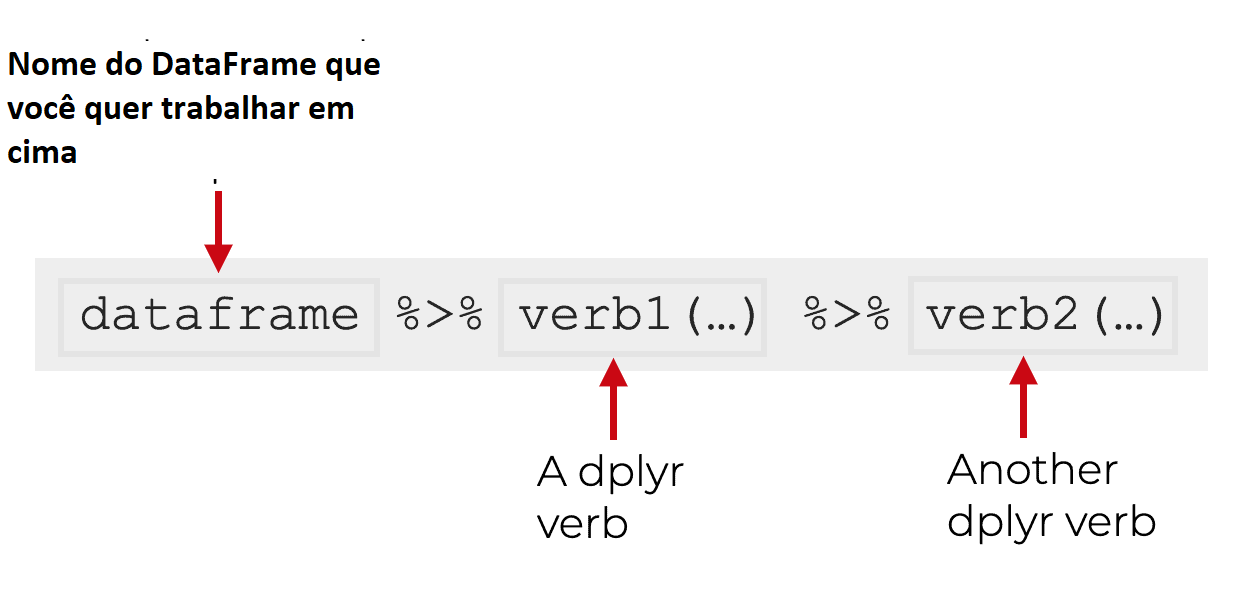 Nome do DataFrame que
você quer trabalhar em
cima
dataframe %>% verb1(…) %>% verb2(…)
A dplyr
verb
Another
dplyr verb